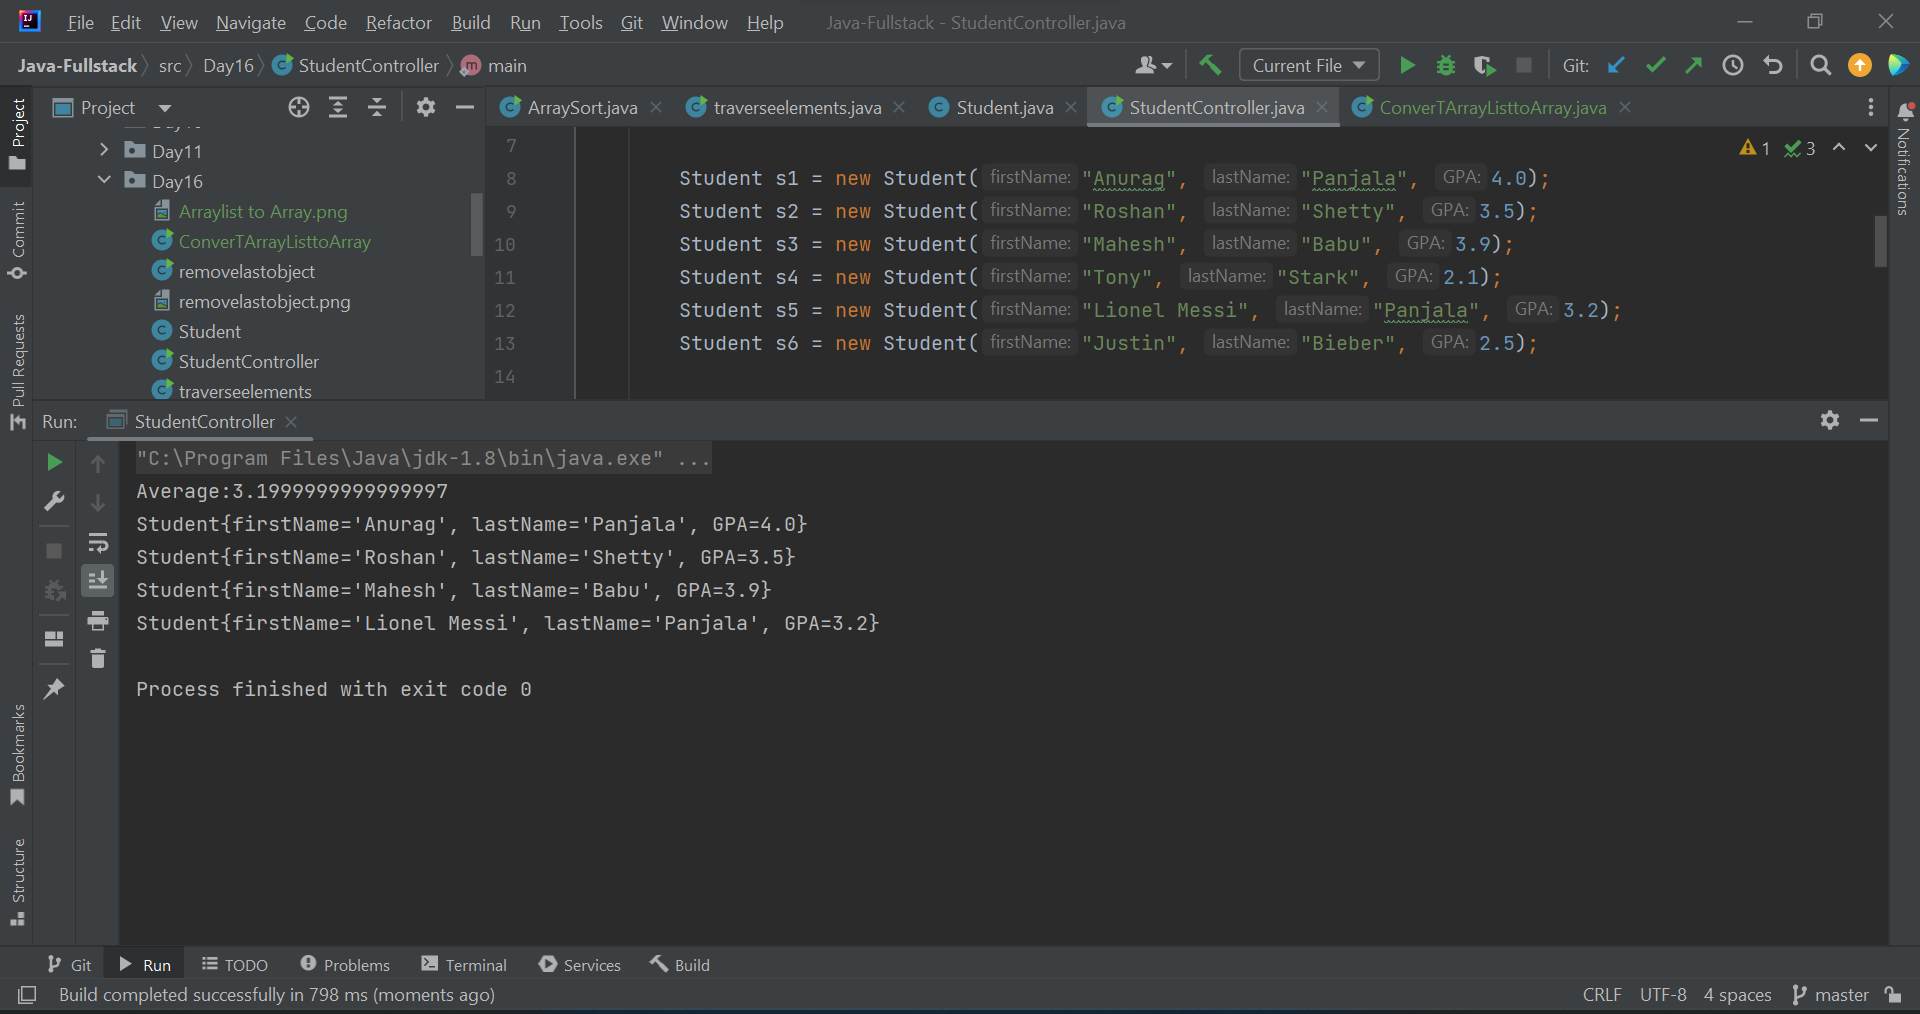 File Edit View Navigate Code Refactor Build Run Tools Git Window Help Java-Fullstack - StudentController.java
Java-Fullstack src Day16 StudentController main Current File Git:
Project
ArraySort.java traverseelements.java Student.java StudentController.java ConverTArrayListtoArray.java
Day11
Day16
Arraylist to Array.png
ConverTArrayListtoArray
removelastobject
removelastobject.png
Student
StudentController
traverseelements
1 3
7
8 Student s1 = new Student( firstName: "Anurag", lastName: "Panjala", GPA: 4.0);
9 Student s2 = new Student( firstName: "Roshan", lastName: "Shetty", GPA: 3.5);
10 Student s3 = new Student( firstName: "Mahesh", lastName: "Babu", GPA: 3.9);
11 Student s4 = new Student( firstName: "Tony", lastName: "Stark", GPA: 2.1);
12 Student s5 = new Student( firstName: "Lionel Messi", lastName: "Panjala", GPA: 3.2);
13 Student s6 = new Student( firstName: "Justin", lastName: "Bieber", GPA: 2.5);
14
Project
Commit
Pull Requests
Bookmarks
Structure
Notifications
Run: StudentController
"C:\Program Files\Java\jdk-1.8\bin\java.exe" ...
Average:3.1999999999999997
Student{firstName='Anurag', lastName='Panjala', GPA=4.0}
Student{firstName='Roshan', lastName='Shetty', GPA=3.5}
Student{firstName='Mahesh', lastName='Babu', GPA=3.9}
Student{firstName='Lionel Messi', lastName='Panjala', GPA=3.2}
Process finished with exit code 0
Git Run TODO Problems Terminal Services Build
Build completed successfully in 798 ms (moments ago) CRLF UTF-8 4 spaces master